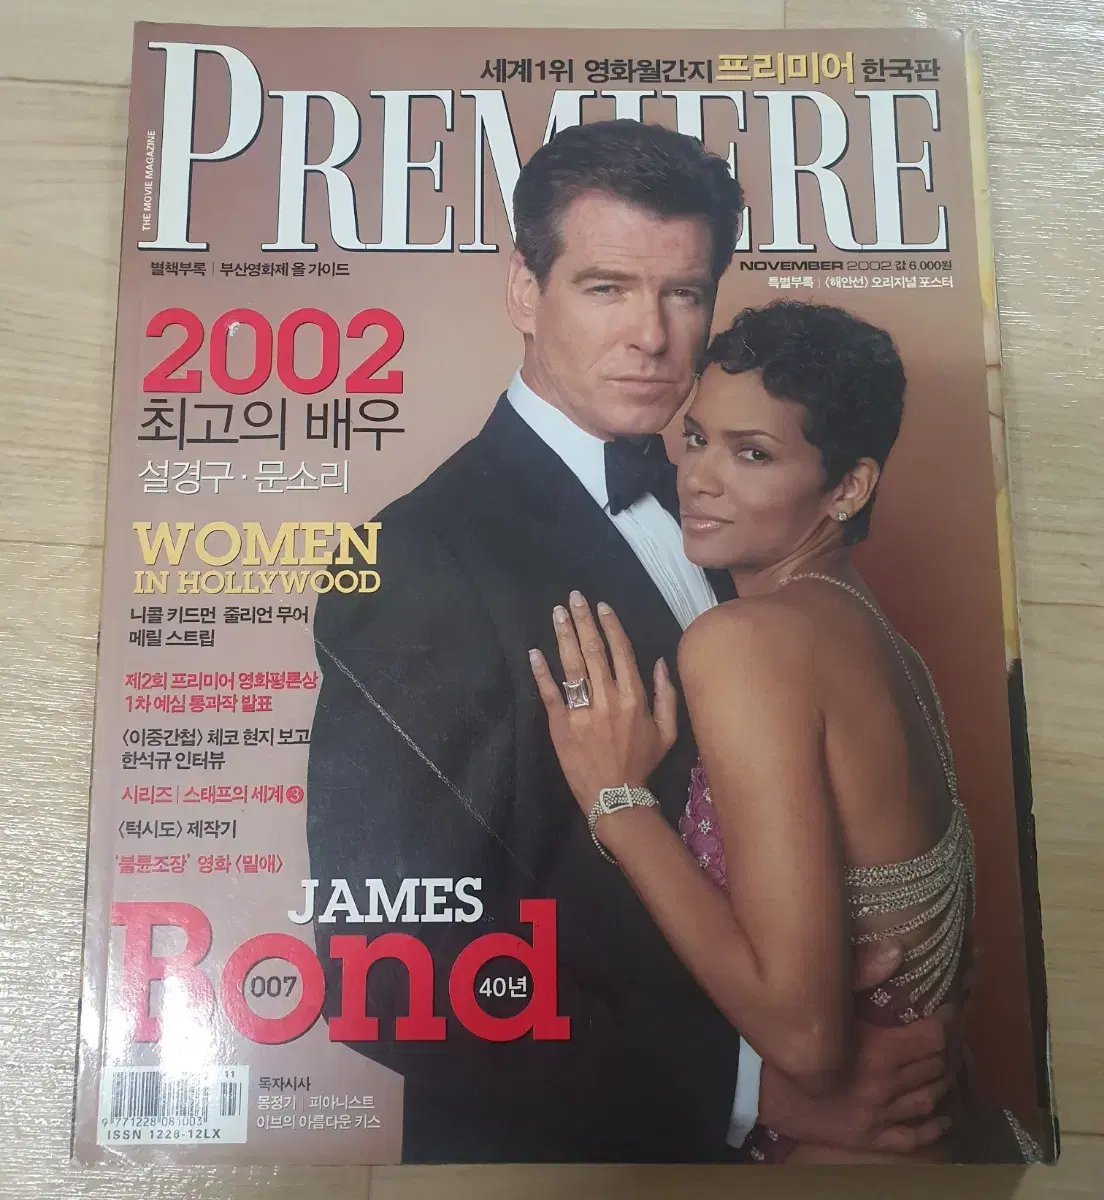 세계1위 영화월간지 프리미어 한국판
PREMIERE
THE MOVIE MAGAZINE
별책부록 | 부산영화제 올 가이드
NOVEMBER 2002 값 6,000원
특별부록 | 〈해안선〉 오리지널 포스터
2002
최고의 배우
설경구 · 문소리
WOMEN
IN HOLLYWOOD
니콜 키드먼 줄리언 무어
메릴 스트립
제2회 프리미어 영화평론상
1차 예심 통과작 발표
〈이중간첩〉 체코 현지 보고
한석규 인터뷰
시리즈 | 스태프의 세계 3
〈턱시도〉 제작기
'불륜조장' 영화 〈밀애〉
JAMES
Bond
007
40년
11
9 771228 081003
ISSN 1228-12LX
독자시사
몽정기 | 피아니스트
이브의 아름다운 키스